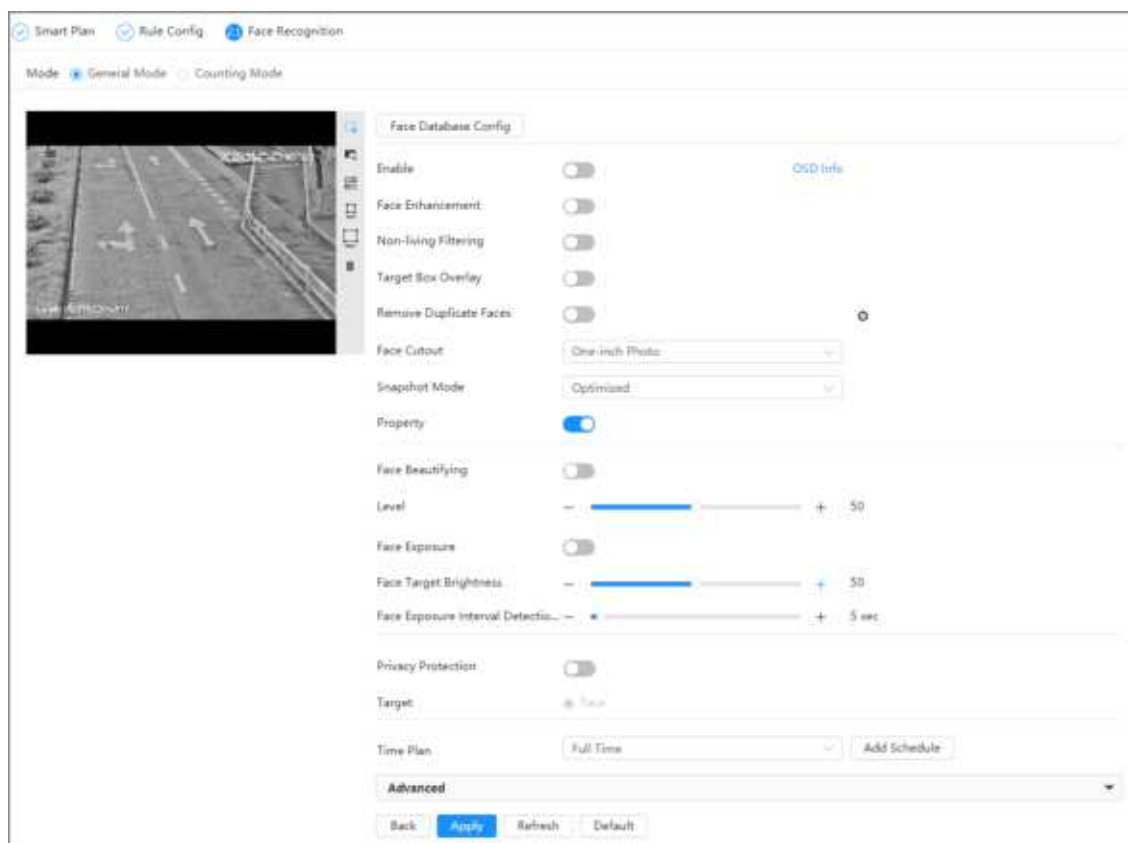 Smart Plan Rule Config Face Recognition
Mode General Mode Counting Mode
Face Database Config
Enable OSD Info
Face Enhancement
Non-living Filtering
Target Box Overlay
Remove Duplicate Faces
Face Cutout One-inch Photo
Snapshot Mode Optimized
Property
Face Beautifying
Level − + 50
Face Exposure
Face Target Brightness − + 50
Face Exposure Interval Detectio... − + 5 sec
Privacy Protection
Target Face
Time Plan Full Time Add Schedule
Advanced
Back Apply Refresh Default